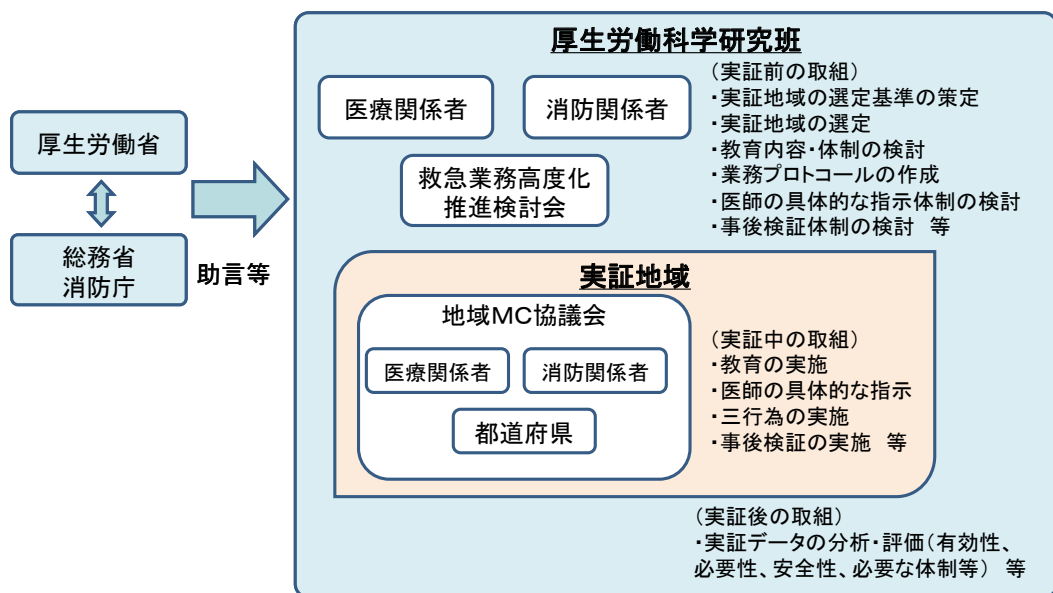 厚生労働省
総務省
消防庁
助言等
厚生労働科学研究班
医療関係者
消防関係者
救急業務高度化
推進検討会
（実証前の取組）
・実証地域の選定基準の策定
・実証地域の選定
・教育内容・体制の検討
・業務プロトコールの作成
・医師の具体的な指示体制の検討
・事後検証体制の検討　等
実証地域
地域ＭＣ協議会
医療関係者
消防関係者
都道府県
（実証中の取組）
・教育の実施
・医師の具体的な指示
・三行為の実施
・事後検証の実施　等
（実証後の取組）
・実証データの分析・評価（有効性、
必要性、安全性、必要な体制等）　等